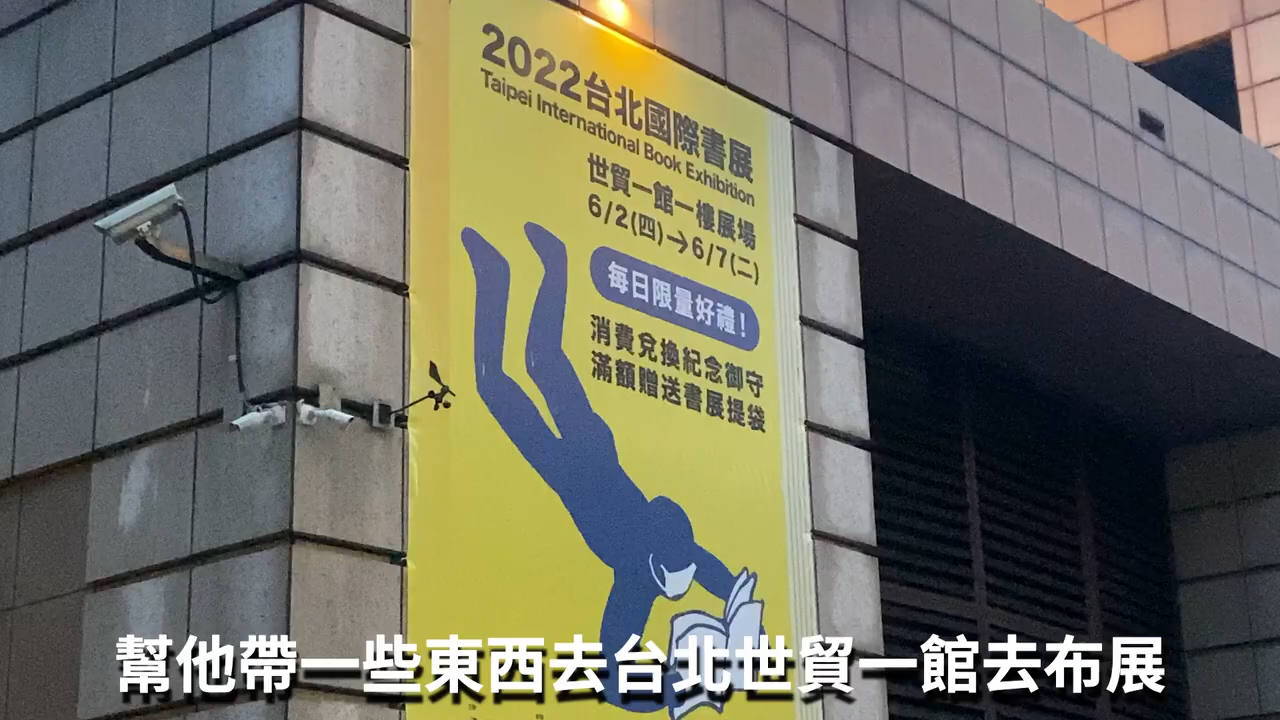 2022台北國際書展
Taipei International Book Exhibition
世貿一館一樓展場
6/2(四)→6/7(二)
每日限量好禮!
消費兌換紀念御守
滿額贈送書展提袋
幫他帶一些東西去台北世貿一館去布展